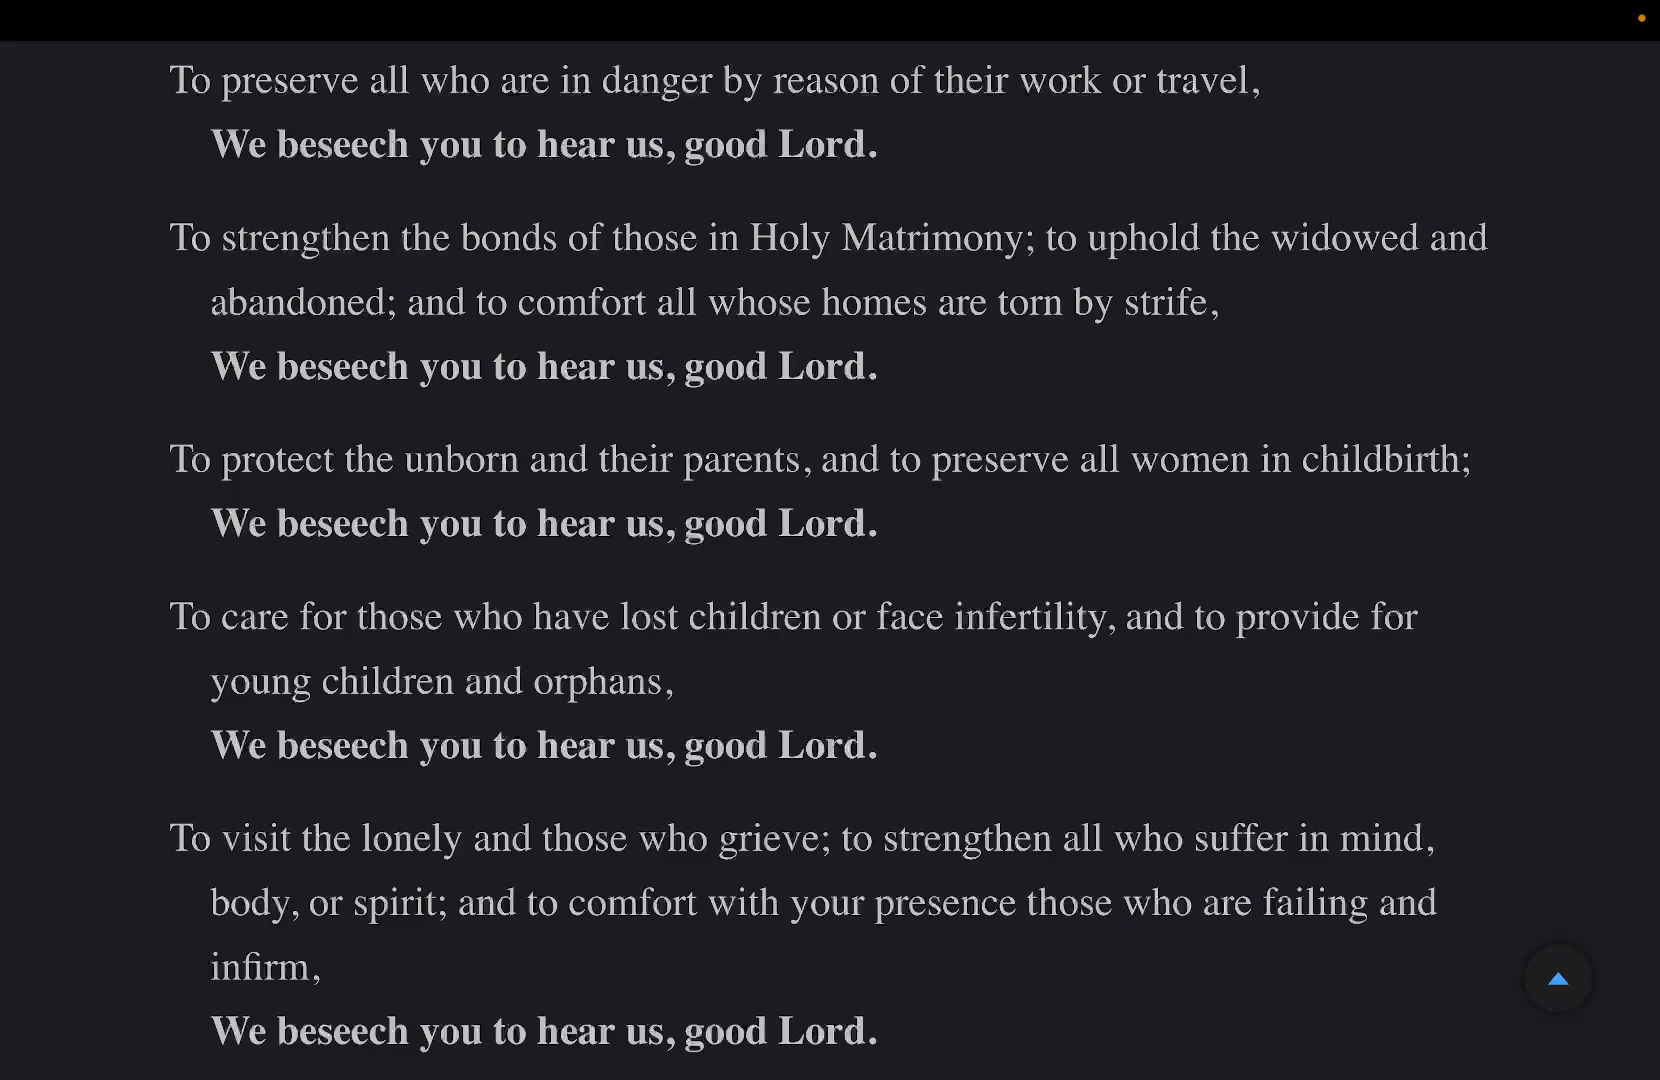 To preserve all who are in danger by reason of their work or travel,
We beseech you to hear us, good Lord.
To strengthen the bonds of those in Holy Matrimony; to uphold the widowed and
abandoned; and to comfort all whose homes are torn by strife,
We beseech you to hear us, good Lord.
To protect the unborn and their parents, and to preserve all women in childbirth;
We beseech you to hear us, good Lord.
To care for those who have lost children or face infertility, and to provide for
young children and orphans,
We beseech you to hear us, good Lord.
To visit the lonely and those who grieve; to strengthen all who suffer in mind,
body, or spirit; and to comfort with your presence those who are failing and
infirm,
We beseech you to hear us, good Lord.